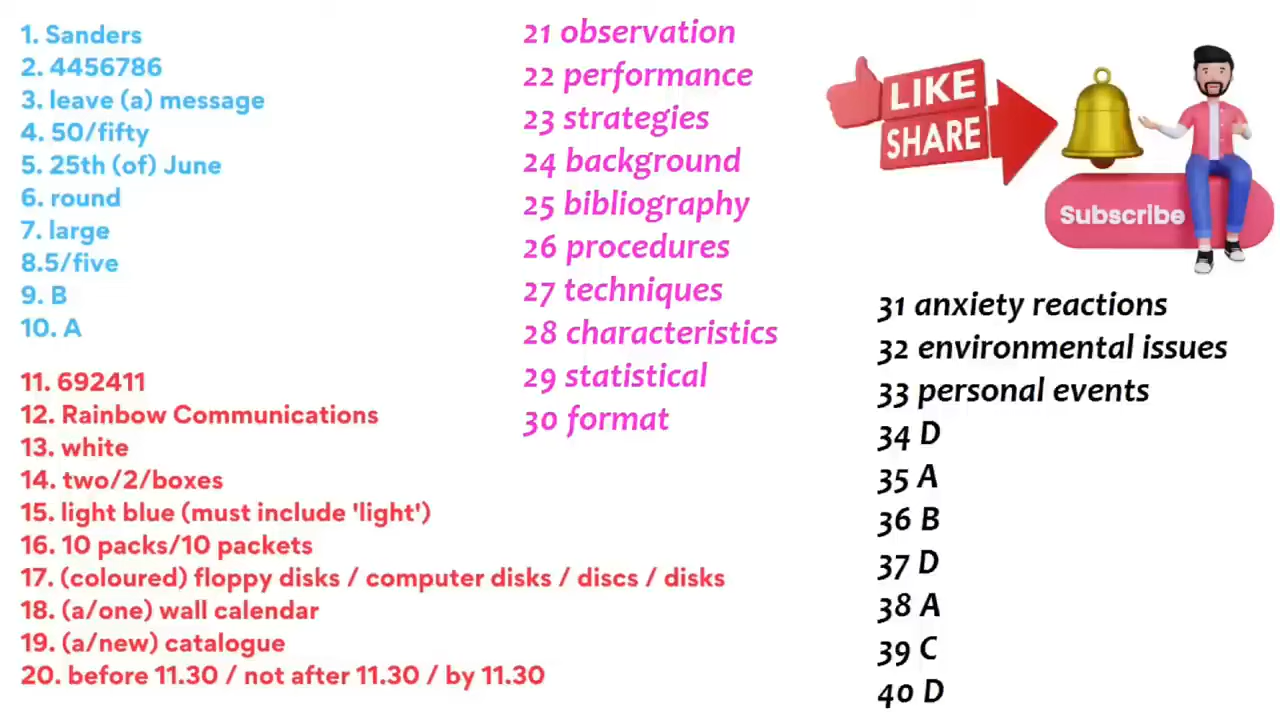 1. Sanders
2. 4456786
3. leave (a) message
4. 50/fifty
5. 25th (of) June
6. round
7. large
8.5/five
9. B
10. A
11. 692411
12. Rainbow Communications
13. white
14. two/2/boxes
15. light blue (must include 'light')
16. 10 packs/10 packets
17. (coloured) floppy disks / computer disks / discs / disks
18. (a/one) wall calendar
19. (a/new) catalogue
20. before 11.30 / not after 11.30 / by 11.30
21 observation
22 performance
23 strategies
24 background
25 bibliography
26 procedures
27 techniques
28 characteristics
29 statistical
30 format
LIKE
SHARE
Subscribe
31 anxiety reactions
32 environmental issues
33 personal events
34 D
35 A
36 B
37 D
38 A
39 C
40 D